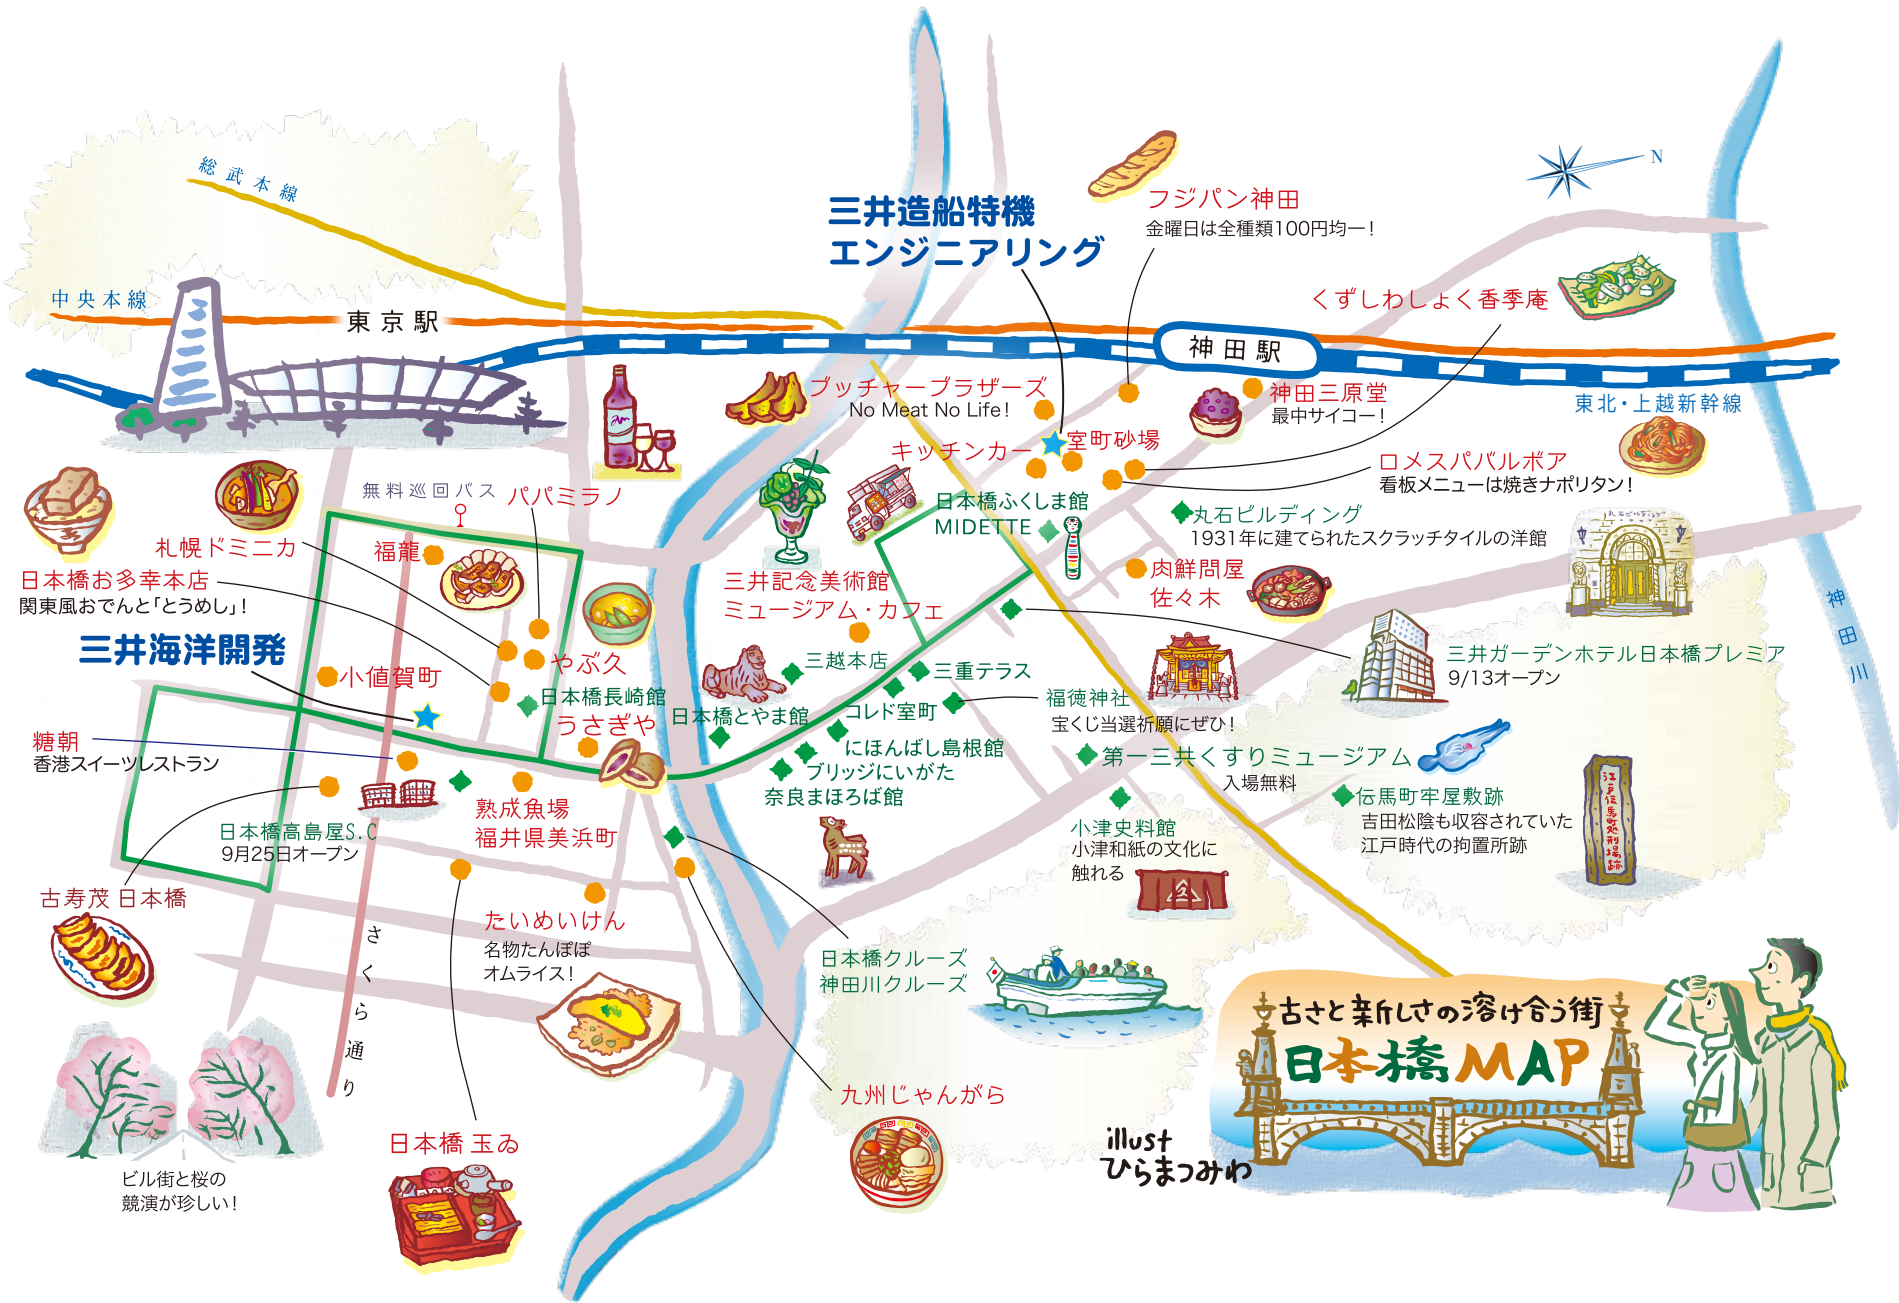 総武本線
中央本線
東京駅
三井造船特機
エンジニアリング
フジパン神田
金曜日は全種類100円均一！
N
くずしわしょく香季庵
神田駅
東北・上越新幹線
ブッチャーブラザーズ
No Meat No Life！
神田三原堂
最中サイコー！
キッチンカー
室町砂場
ロメスパバルボア
看板メニューは焼きナポリタン！
無料巡回バス
パパミラノ
日本橋ふくしま館
MIDETTE
丸石ビルディング
1931年に建てられたスクラッチタイルの洋館
丸石ビルディング
札幌ドミニカ
福龍
日本橋お多幸本店
関東風おでんと「とうめし」！
三井記念美術館
ミュージアム・カフェ
肉鮮問屋
佐々木
神田川
三井海洋開発
小値賀町
やぶ久
日本橋長崎館
うさぎや
三越本店
三重テラス
日本橋とやま館
コレド室町
福徳神社
宝くじ当選祈願にぜひ！
三井ガーデンホテル日本橋プレミア
9/13オープン
糖朝
香港スイーツレストラン
にほんばし島根館
ブリッジにいがた
奈良まほろば館
第一三共くすりミュージアム
入場無料
伝馬町牢屋敷跡
吉田松陰も収容されていた
江戸時代の拘置所跡
江戸伝馬町処刑場跡
日本橋高島屋S.C
9月25日オープン
熟成魚場
福井県美浜町
小津史料館
小津和紙の文化に
触れる
古寿茂 日本橋
さくら通り
たいめいけん
名物たんぽぽ
オムライス！
日本橋クルーズ
神田川クルーズ
古さと新しさの溶け合う街
日本橋MAP
九州じゃんがら
日本橋 玉ゐ
ビル街と桜の
競演が珍しい！
illust
ひらまつみわ